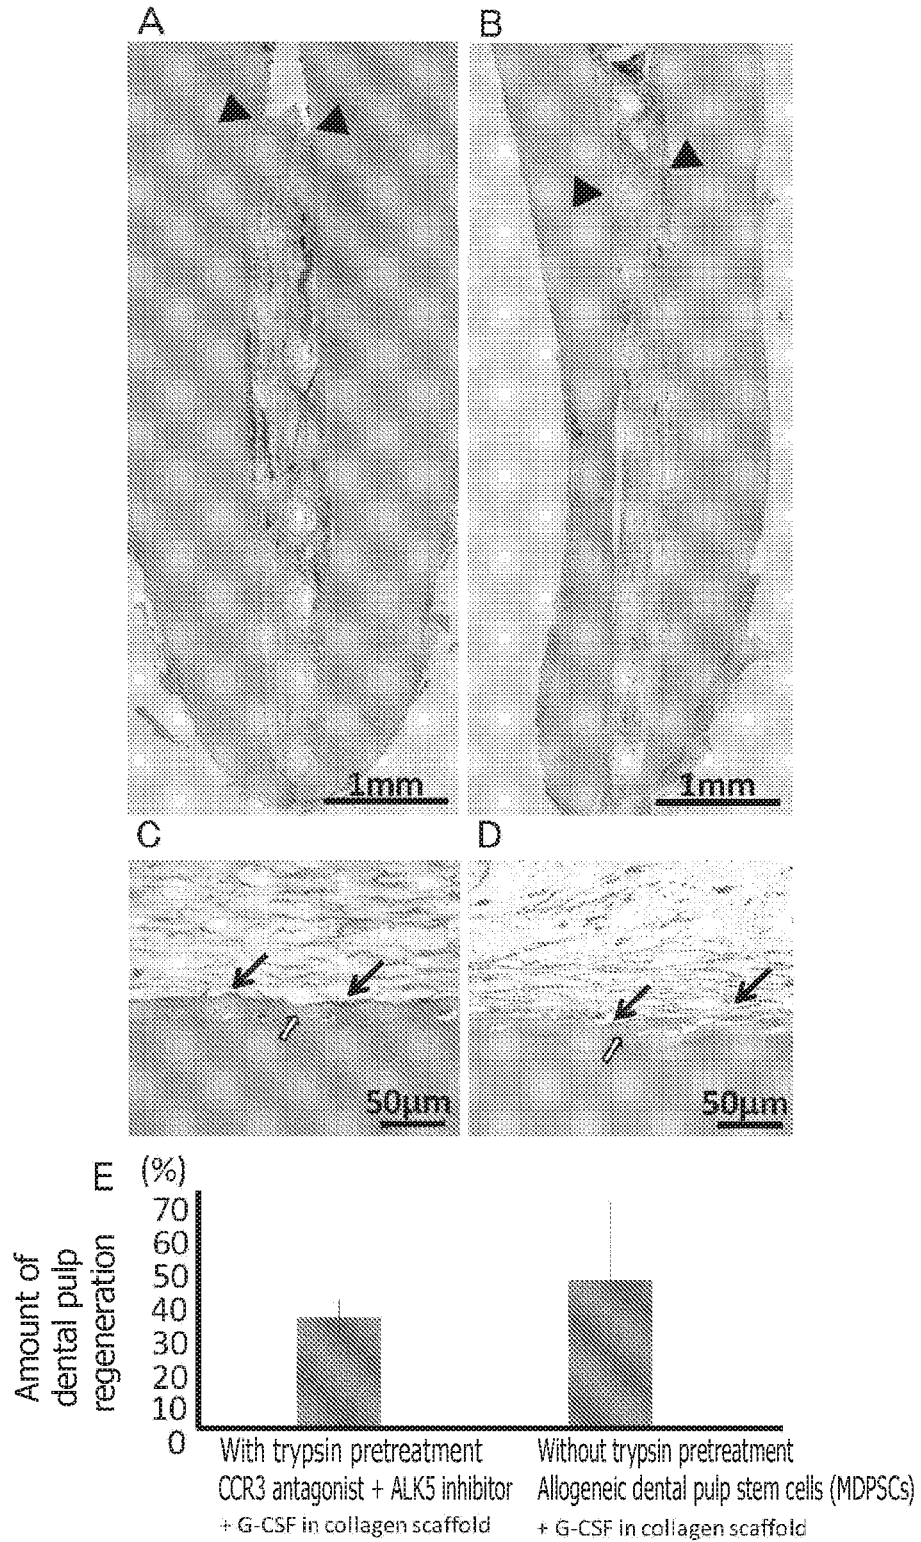 A
B
1mm
1mm
C
D
50μm
50μm
E
(%)
Amount of
dental pulp
regeneration
70
60
50
40
30
20
10
0
With trypsin pretreatment
CCR3 antagonist + ALK5 inhibitor
+ G-CSF in collagen scaffold
Without trypsin pretreatment
Allogeneic dental pulp stem cells (MDPSCs)
+ G-CSF in collagen scaffold